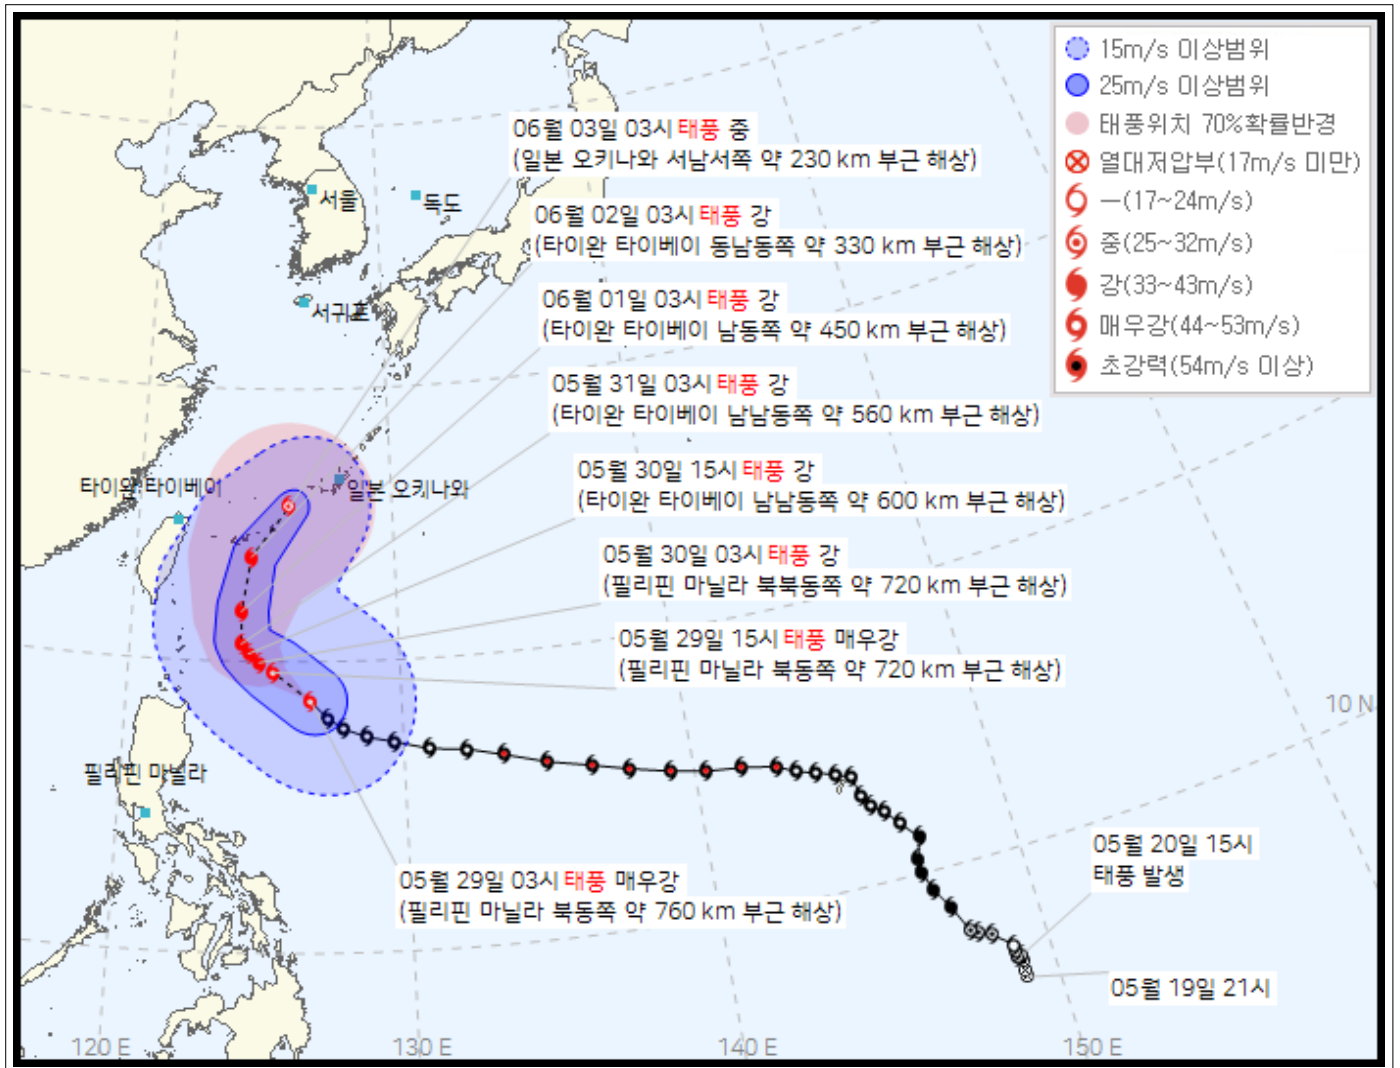 15m/s 이상범위
25m/s 이상범위
태풍위치 70%확률반경
열대저압부(17m/s 미만)
—(17~24m/s)
중(25~32m/s)
강(33~43m/s)
매우강(44~53m/s)
초강력(54m/s 이상)
06월 03일 03시 태풍 중
(일본 오키나와 서남서쪽 약 230 km 부근 해상)
서울
독도
06월 02일 03시 태풍 강
(타이완 타이베이 동남동쪽 약 330 km 부근 해상)
06월 01일 03시 태풍 강
(타이완 타이베이 남동쪽 약 450 km 부근 해상)
서귀포
05월 31일 03시 태풍 강
(타이완 타이베이 남남동쪽 약 560 km 부근 해상)
05월 30일 15시 태풍 강
(타이완 타이베이 남남동쪽 약 600 km 부근 해상)
타이완 타이베이
일본 오키나와
05월 30일 03시 태풍 강
(필리핀 마닐라 북북동쪽 약 720 km 부근 해상)
05월 29일 15시 태풍 매우강
(필리핀 마닐라 북동쪽 약 720 km 부근 해상)
10 N
필리핀 마닐라
05월 29일 03시 태풍 매우강
(필리핀 마닐라 북동쪽 약 760 km 부근 해상)
05월 20일 15시
태풍 발생
05월 19일 21시
120 E
130 E
140 E
150 E